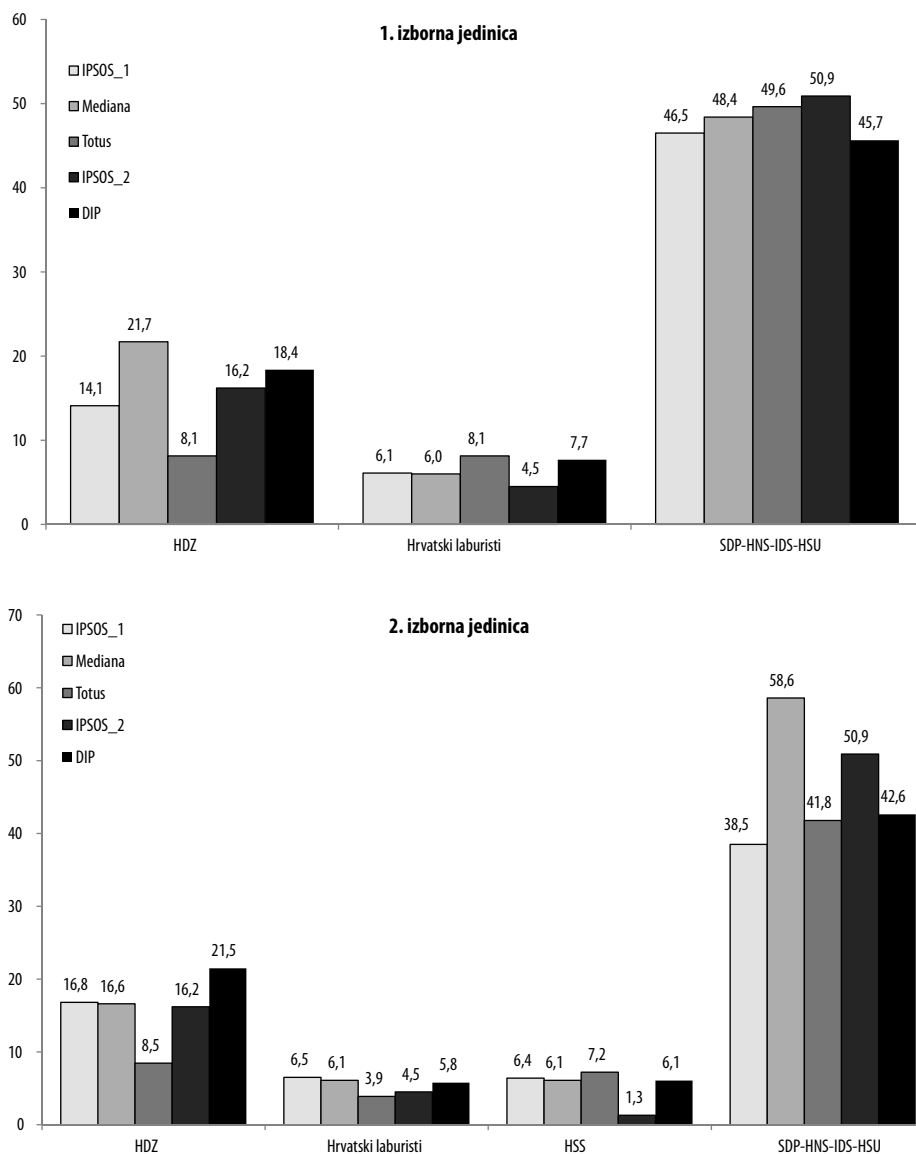 1. izborna jedinica
60
50
40
30
20
10
0
IPSOS_1
Mediana
Totus
IPSOS_2
DIP
14,1
21,7
8,1
16,2
18,4
6,1
6,0
8,1
4,5
7,7
46,5
48,4
49,6
50,9
45,7
HDZ
Hrvatski laburisti
SDP-HNS-IDS-HSU
2. izborna jedinica
70
60
50
40
30
20
10
0
IPSOS_1
Mediana
Totus
IPSOS_2
DIP
16,8
16,6
8,5
16,2
21,5
6,5
6,1
3,9
4,5
5,8
6,4
6,1
7,2
1,3
6,1
38,5
58,6
41,8
50,9
42,6
HDZ
Hrvatski laburisti
HSS
SDP-HNS-IDS-HSU